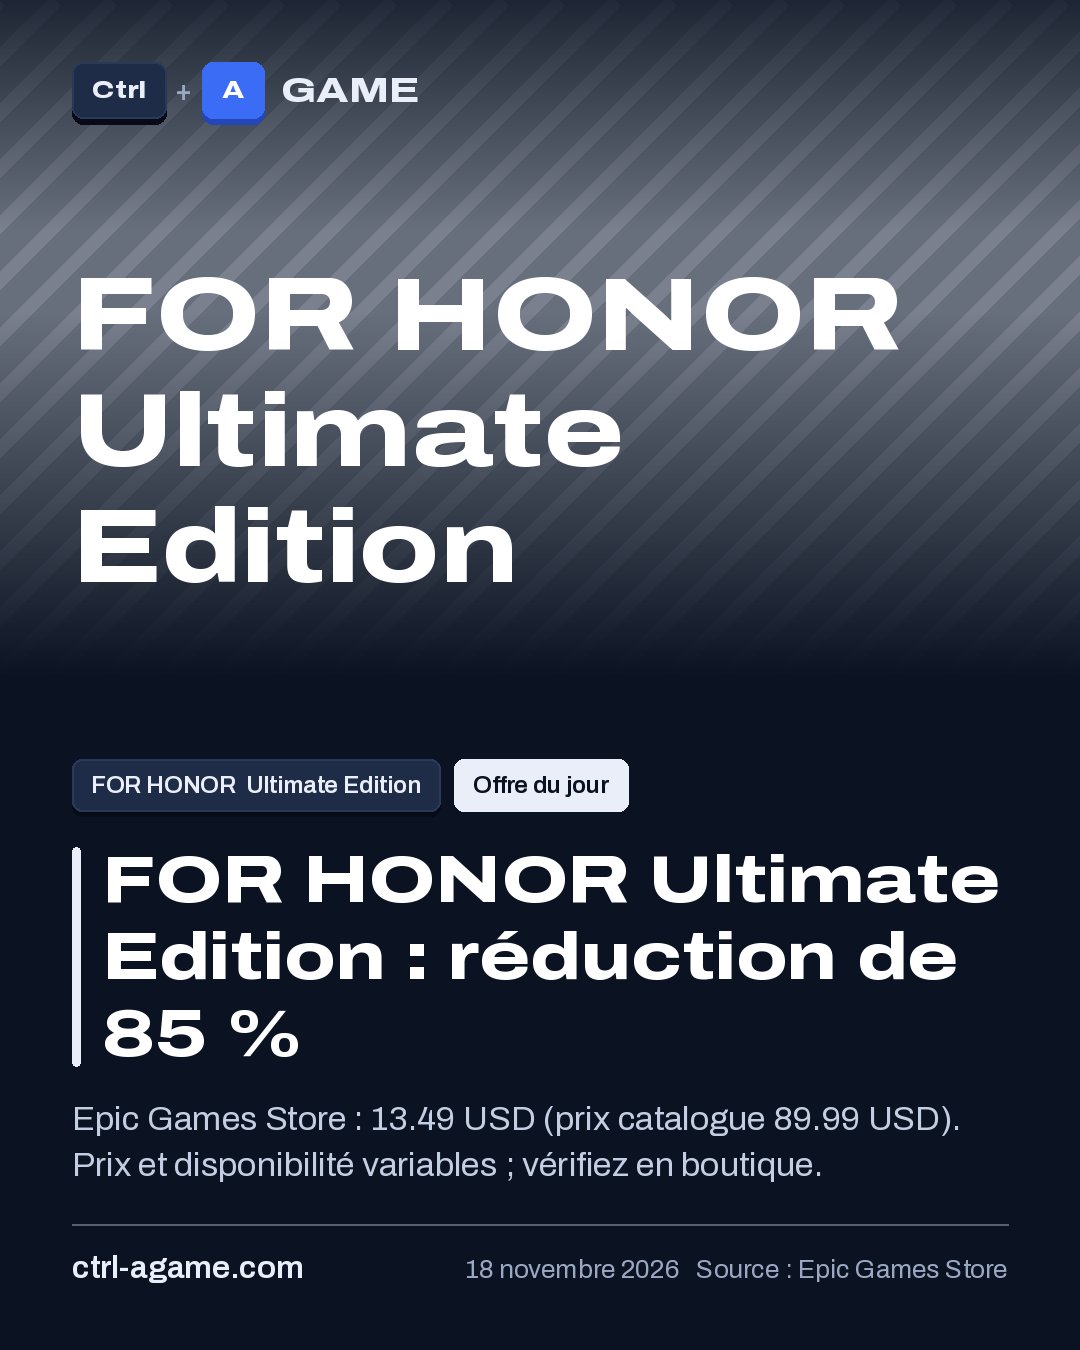 Ctrl + A GAME
FOR HONOR
Ultimate
Edition
FOR HONOR Ultimate Edition
Offre du jour
FOR HONOR Ultimate
Edition : réduction de
85 %
Epic Games Store : 13.49 USD (prix catalogue 89.99 USD).
Prix et disponibilité variables ; vérifiez en boutique.
ctrl-agame.com
18 novembre 2026 Source : Epic Games Store